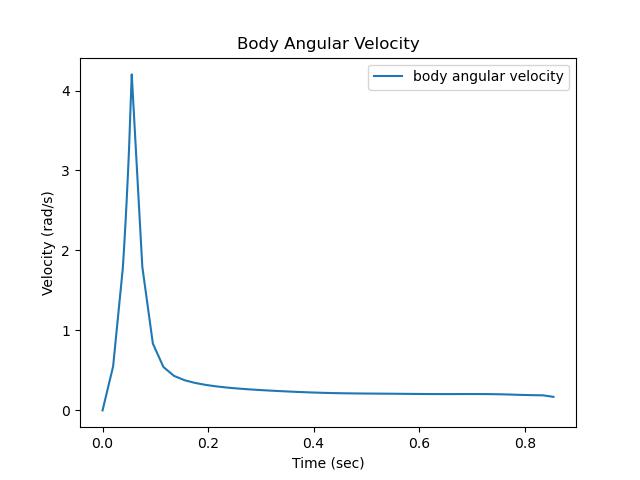 Body Angular Velocity
body angular velocity
Velocity (rad/s)
4
3
2
1
0
0.0 0.2 0.4 0.6 0.8
Time (sec)